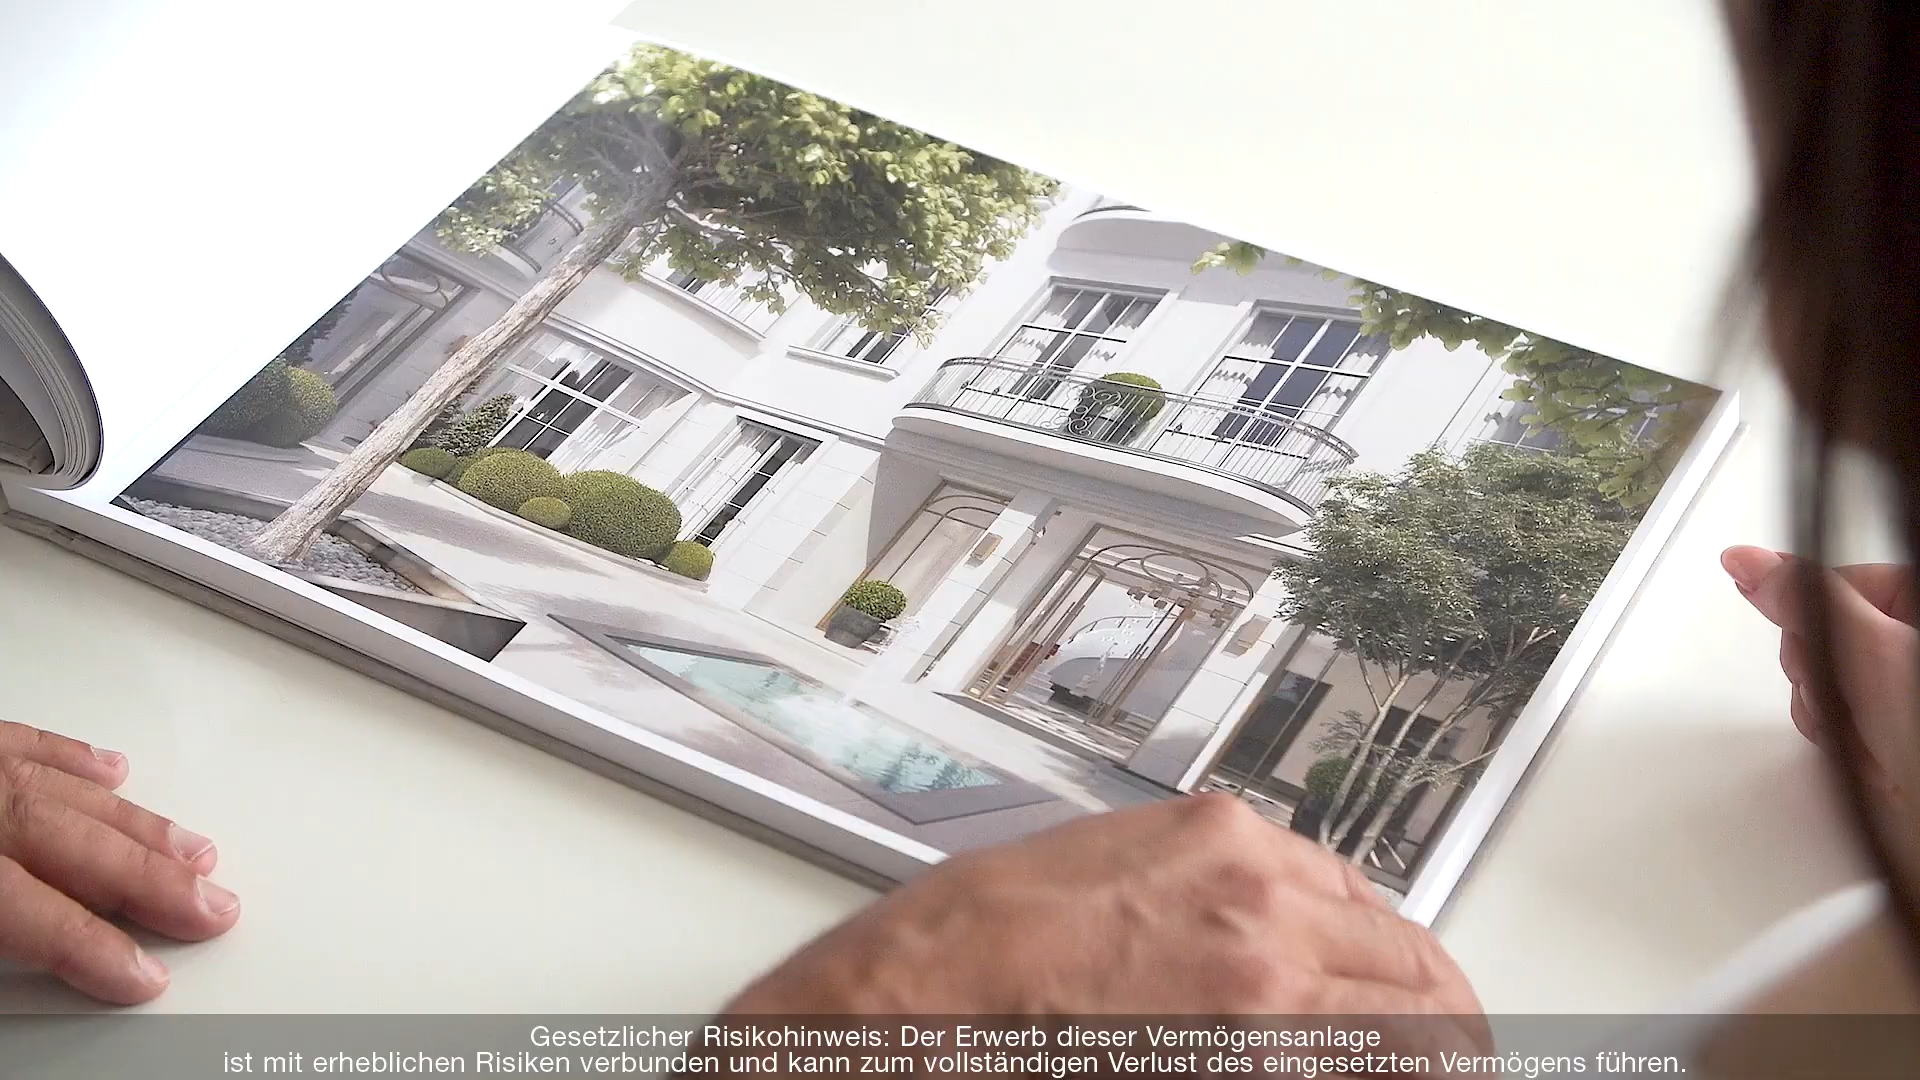 Gesetzlicher Risikohinweis: Der Erwerb dieser Vermögensanlage
ist mit erheblichen Risiken verbunden und kann zum vollständigen Verlust des eingesetzten Vermögens führen.